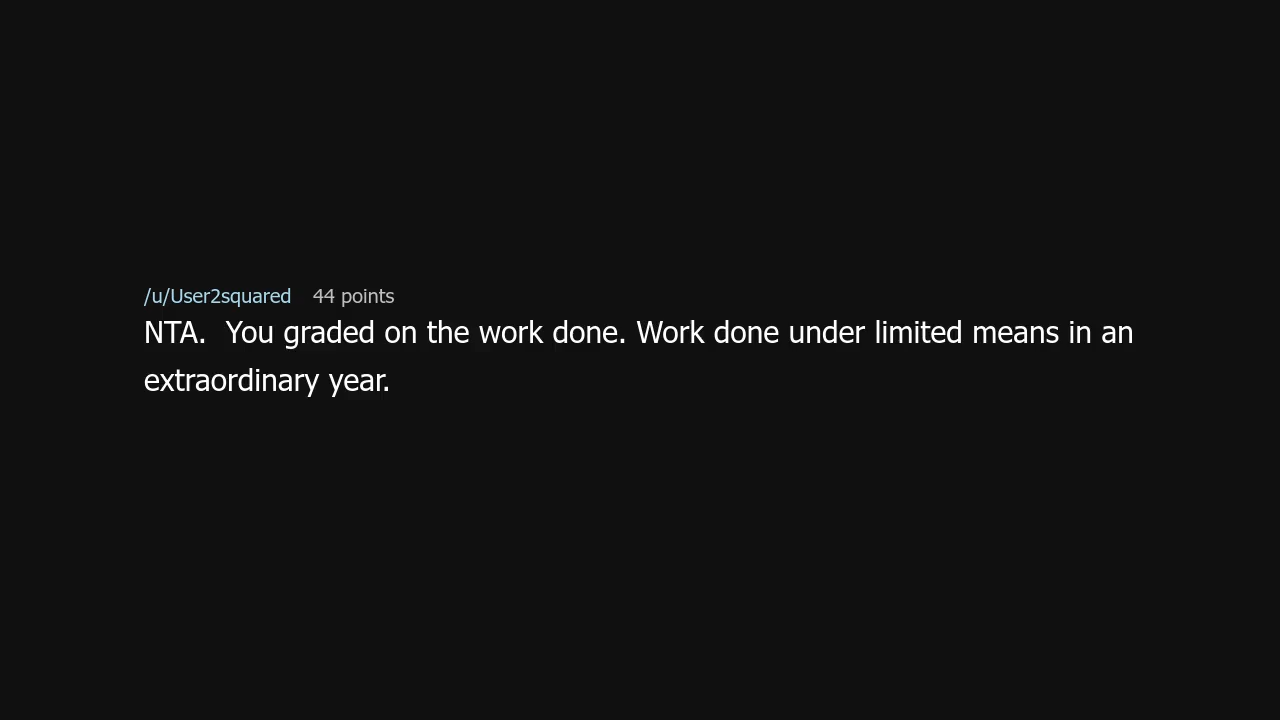 /u/User2squared 44 points
NTA. You graded on the work done. Work done under limited means in an
extraordinary year.